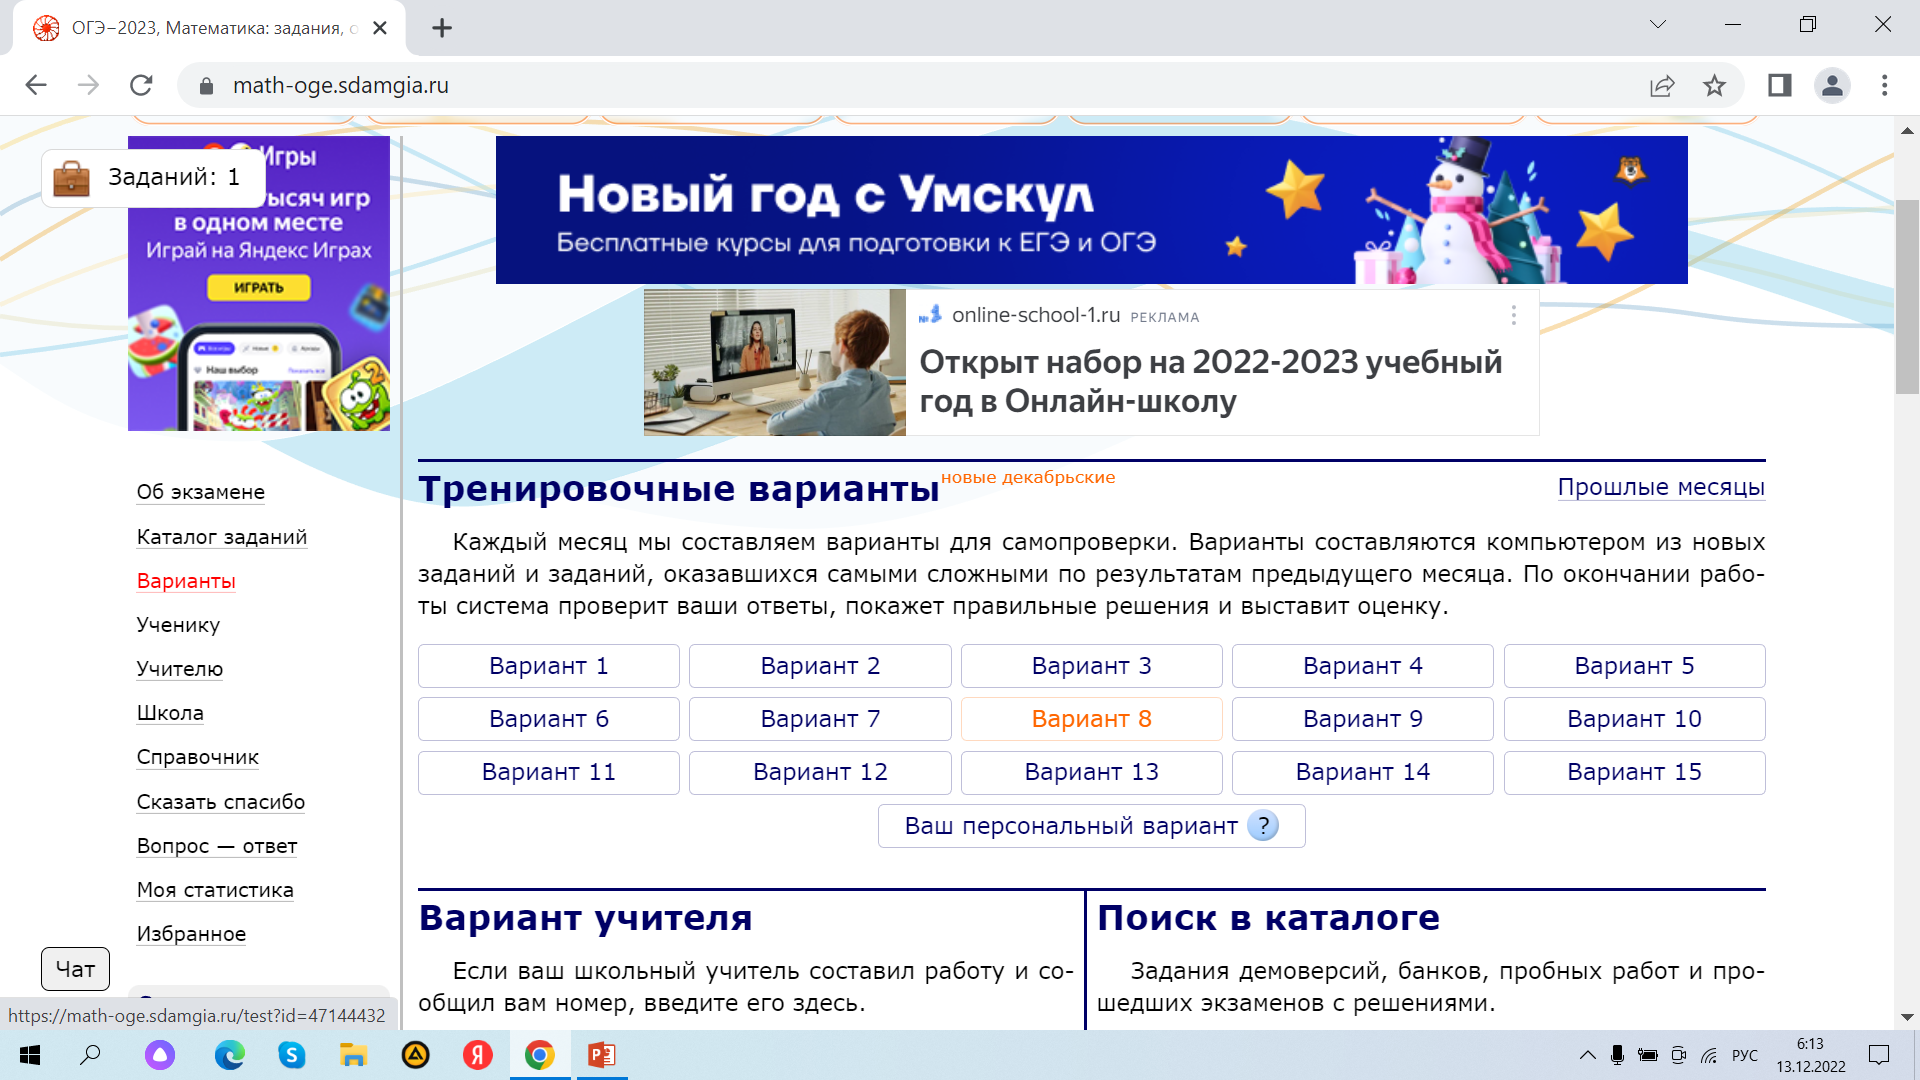 ОГЭ−2023, Математика: задания, о
math-oge.sdamgia.ru
Заданий: 1
Игры
тысяч игр
в одном месте
Играй на Яндекс Играх
ИГРАТЬ
Наш выбор
Новый год с Умскул
Бесплатные курсы для подготовки к ЕГЭ и ОГЭ
№1 online-school-1.ru РЕКЛАМА
Открыт набор на 2022-2023 учебный
год в Онлайн-школу
Об экзамене
Каталог заданий
Варианты
Ученику
Учителю
Школа
Справочник
Сказать спасибо
Вопрос — ответ
Моя статистика
Избранное
Чат
Тренировочные варианты новые декабрьские
Прошлые месяцы
Каждый месяц мы составляем варианты для самопроверки. Варианты составляются компьютером из новых
заданий и заданий, оказавшихся самыми сложными по результатам предыдущего месяца. По окончании рабо-
ты система проверит ваши ответы, покажет правильные решения и выставит оценку.
Вариант 1 Вариант 2 Вариант 3 Вариант 4 Вариант 5
Вариант 6 Вариант 7 Вариант 8 Вариант 9 Вариант 10
Вариант 11 Вариант 12 Вариант 13 Вариант 14 Вариант 15
Ваш персональный вариант ?
Вариант учителя
Если ваш школьный учитель составил работу и со-
общил вам номер, введите его здесь.
Поиск в каталоге
Задания демоверсий, банков, пробных работ и про-
шедших экзаменов с решениями.
https://math-oge.sdamgia.ru/test?id=47144432
РУС
6:13
13.12.2022